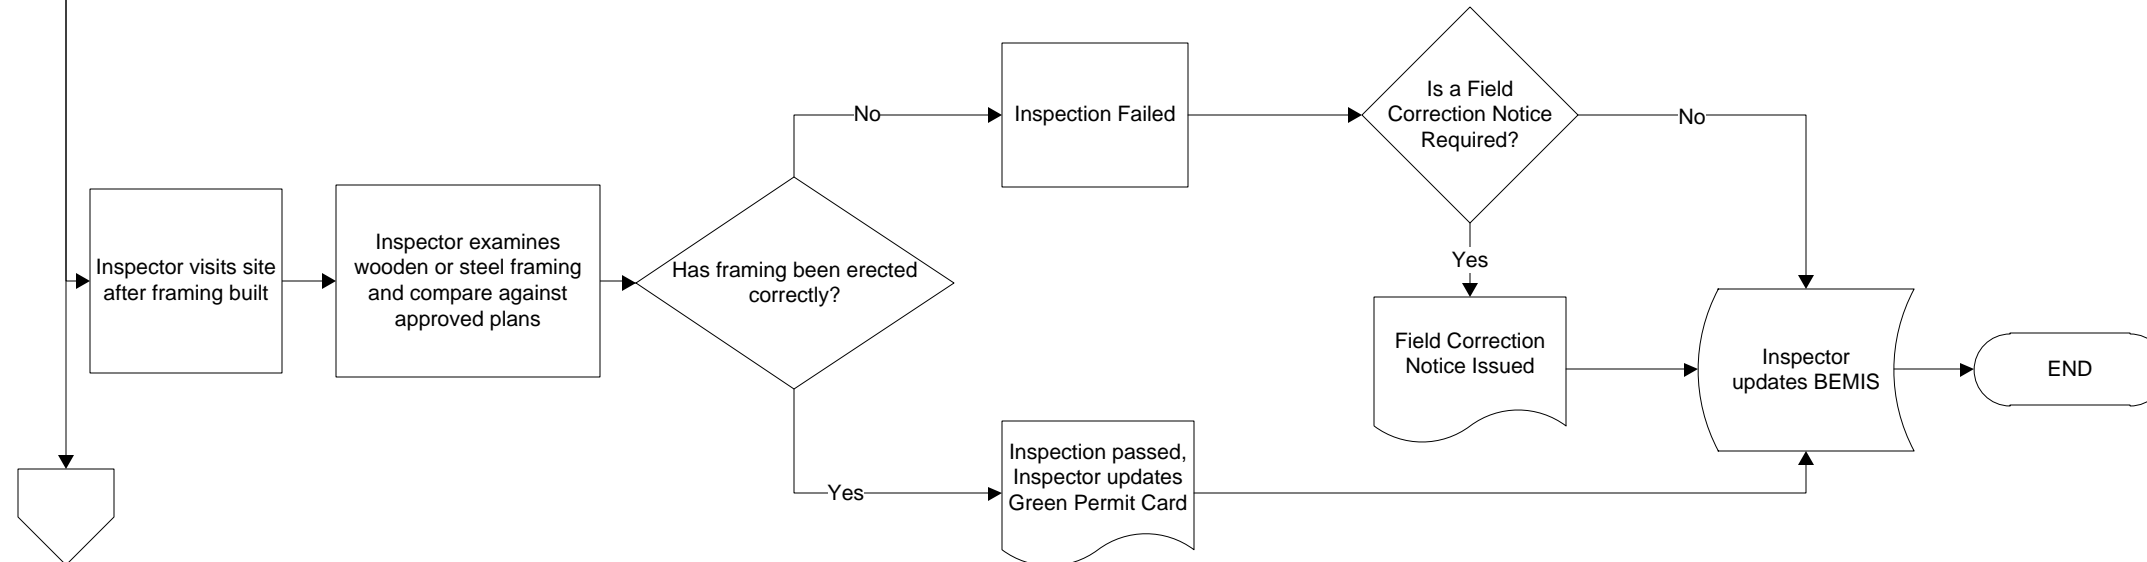 Inspector visits site
after framing built
Inspector examines
wooden or steel framing
and compare against
approved plans
Has framing been erected
correctly?
No
Inspection Failed
Is a Field
Correction Notice
Required?
No
Yes
Field Correction
Notice Issued
Yes
Inspection passed,
Inspector updates
Green Permit Card
Inspector
updates BEMIS
END